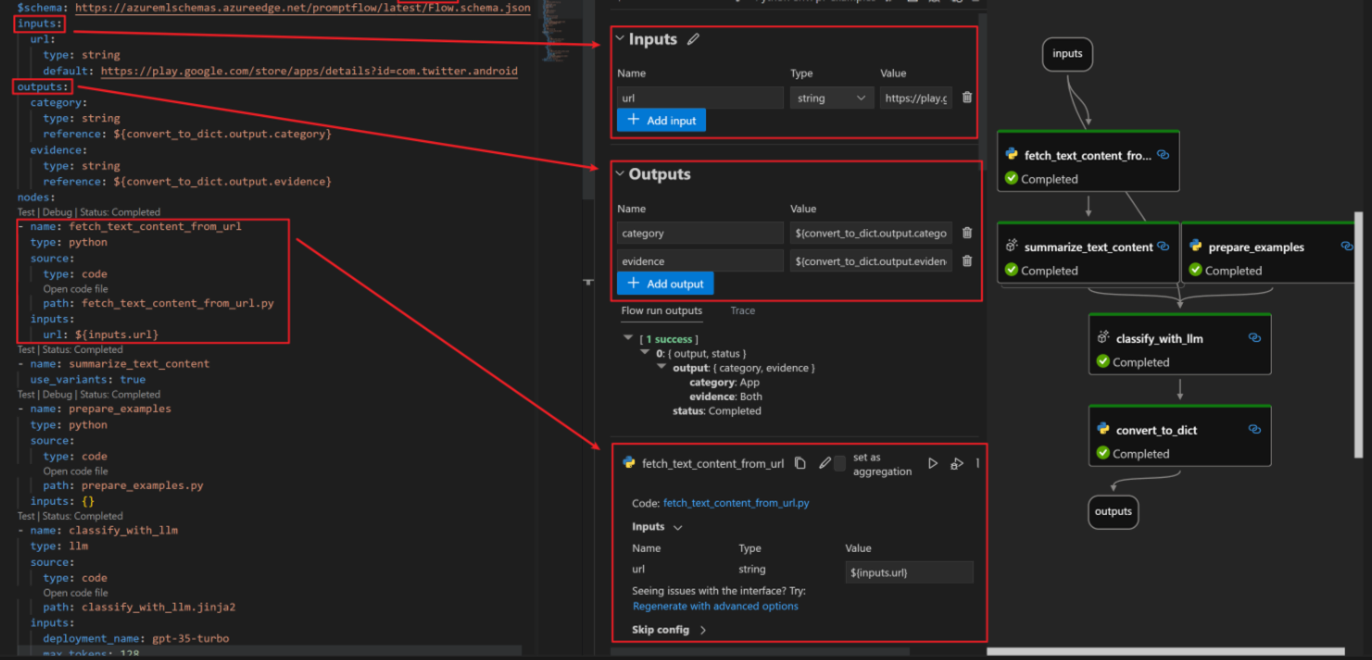 $schema: https://azuremlschemas.azureedge.net/promptflow/latest/Flow.schema.json
inputs:
url:
type: string
default: https://play.google.com/store/apps/details?id=com.twitter.android
outputs:
category:
type: string
reference: ${convert_to_dict.output.category}
evidence:
type: string
reference: ${convert_to_dict.output.evidence}
nodes:
Test | Debug | Status: Completed
- name: fetch_text_content_from_url
type: python
source:
type: code
Open code file
path: fetch_text_content_from_url.py
inputs:
url: ${inputs.url}
Test | Status: Completed
- name: summarize_text_content
use_variants: true
Test | Debug | Status: Completed
- name: prepare_examples
type: python
source:
type: code
Open code file
path: prepare_examples.py
inputs: {}
Test | Status: Completed
- name: classify_with_llm
type: llm
source:
type: code
Open code file
path: classify_with_llm.jinja2
inputs:
deployment_name: gpt-35-turbo
max_tokens: 128
Inputs
Name Type Value
url string https://play.g
+ Add input
Outputs
Name Value
category ${convert_to_dict.output.catego
evidence ${convert_to_dict.output.eviden
+ Add output
Flow run outputs Trace
[ 1 success ]
0: { output, status }
output: { category, evidence }
category: App
evidence: Both
status: Completed
fetch_text_content_from_url set as aggregation
Code: fetch_text_content_from_url.py
Inputs
Name Type Value
url string ${inputs.url}
Seeing issues with the interface? Try:
Regenerate with advanced options
Skip config
inputs
fetch_text_content_fro...
Completed
summarize_text_content
Completed
prepare_examples
Completed
classify_with_llm
Completed
convert_to_dict
Completed
outputs